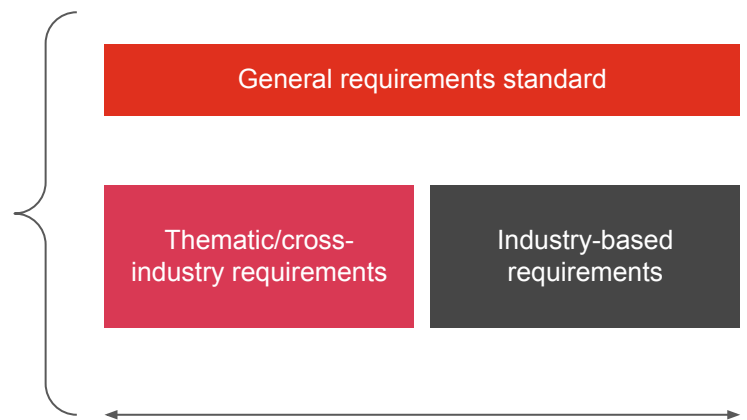 General requirements standard
Thematic/cross-
industry requirements
Industry-based
requirements